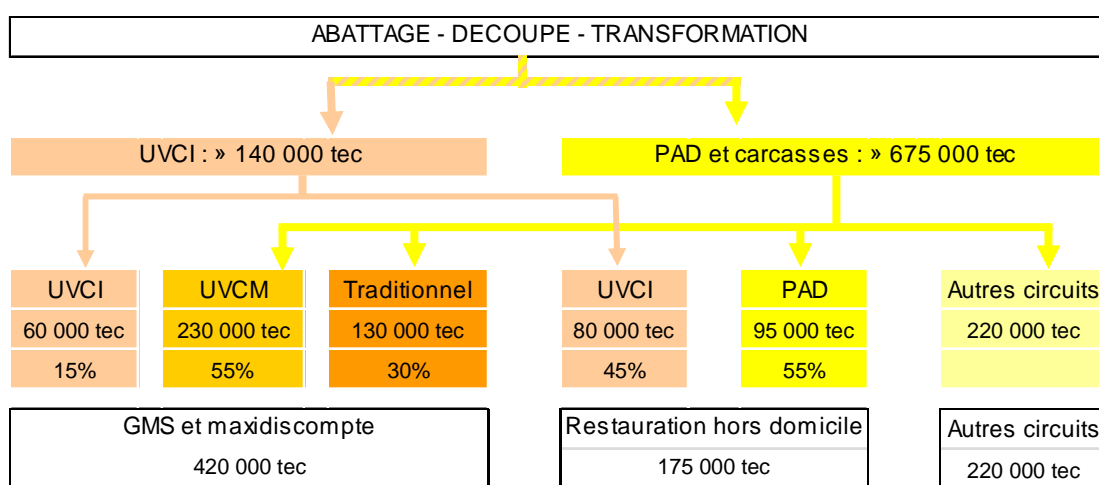 ABATTAGE - DECOUPE - TRANSFORMATION
UVCI : » 140 000 tec
PAD et carcasses : » 675 000 tec
UVCI
UVCM
Traditionnel
UVCI
PAD
Autres circuits
60 000 tec
230 000 tec
130 000 tec
80 000 tec
95 000 tec
220 000 tec
15%
55%
30%
45%
55%
GMS et maxidiscompte
Restauration hors domicile
Autres circuits
420 000 tec
175 000 tec
220 000 tec